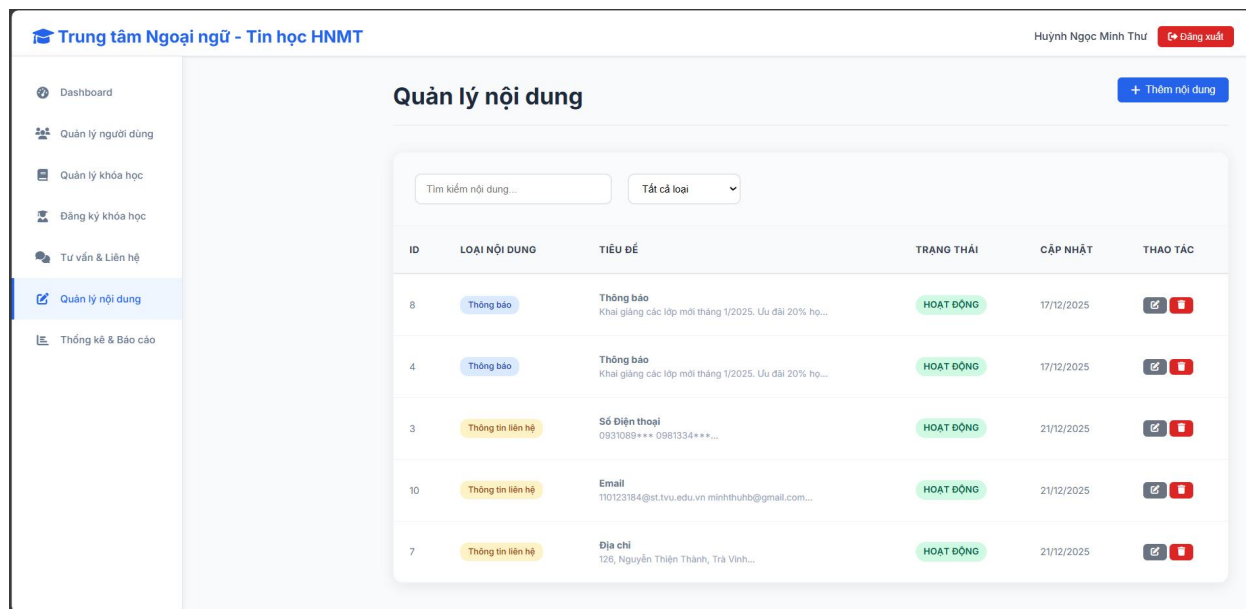 Trung tâm Ngoại ngữ - Tin học HNMT
Huỳnh Ngọc Minh Thư
Đăng xuất
Dashboard
Quản lý người dùng
Quản lý khóa học
Đăng ký khóa học
Tư vấn & Liên hệ
Quản lý nội dung
Thống kê & Báo cáo
Quản lý nội dung
+ Thêm nội dung
Tìm kiếm nội dung...
Tất cả loại
ID LOẠI NỘI DUNG TIÊU ĐỀ TRẠNG THÁI CẬP NHẬT THAO TÁC
8 Thông báo Thông báo HOẠT ĐỘNG 17/12/2025
Khai giảng các lớp mới tháng 1/2025. Ưu đãi 20% họ...
4 Thông báo Thông báo HOẠT ĐỘNG 17/12/2025
Khai giảng các lớp mới tháng 1/2025. Ưu đãi 20% họ...
3 Thông tin liên hệ Số Điện thoại HOẠT ĐỘNG 21/12/2025
0931089*** 0981334***...
10 Thông tin liên hệ Email HOẠT ĐỘNG 21/12/2025
110123184@st.tvu.edu.vn minhthuhb@gmail.com...
7 Thông tin liên hệ Địa chỉ HOẠT ĐỘNG 21/12/2025
126, Nguyễn Thiện Thành, Trà Vinh...